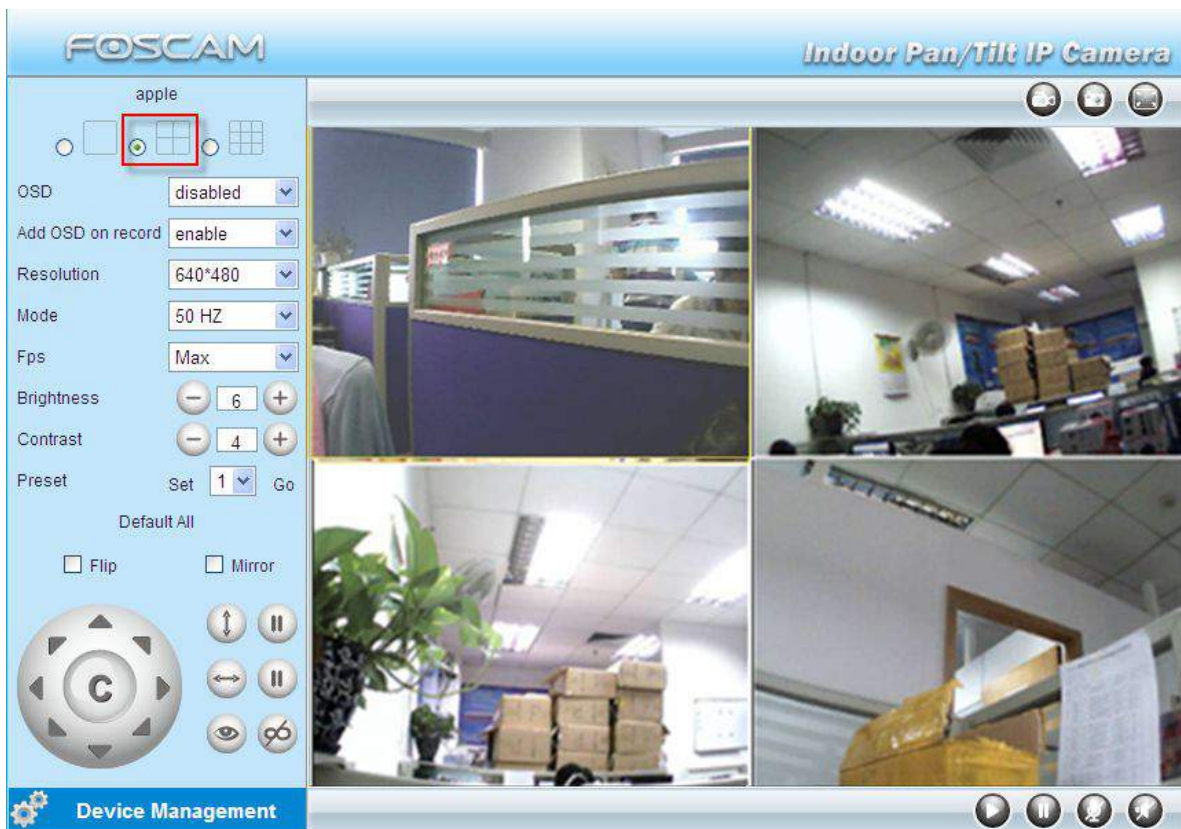 FOSCAM
Indoor Pan/Tilt IP Camera
apple
OSD disabled
Add OSD on record enable
Resolution 640*480
Mode 50 HZ
Fps Max
Brightness 6
Contrast 4
Preset Set 1 Go
Default All
Flip Mirror
C
Device Management